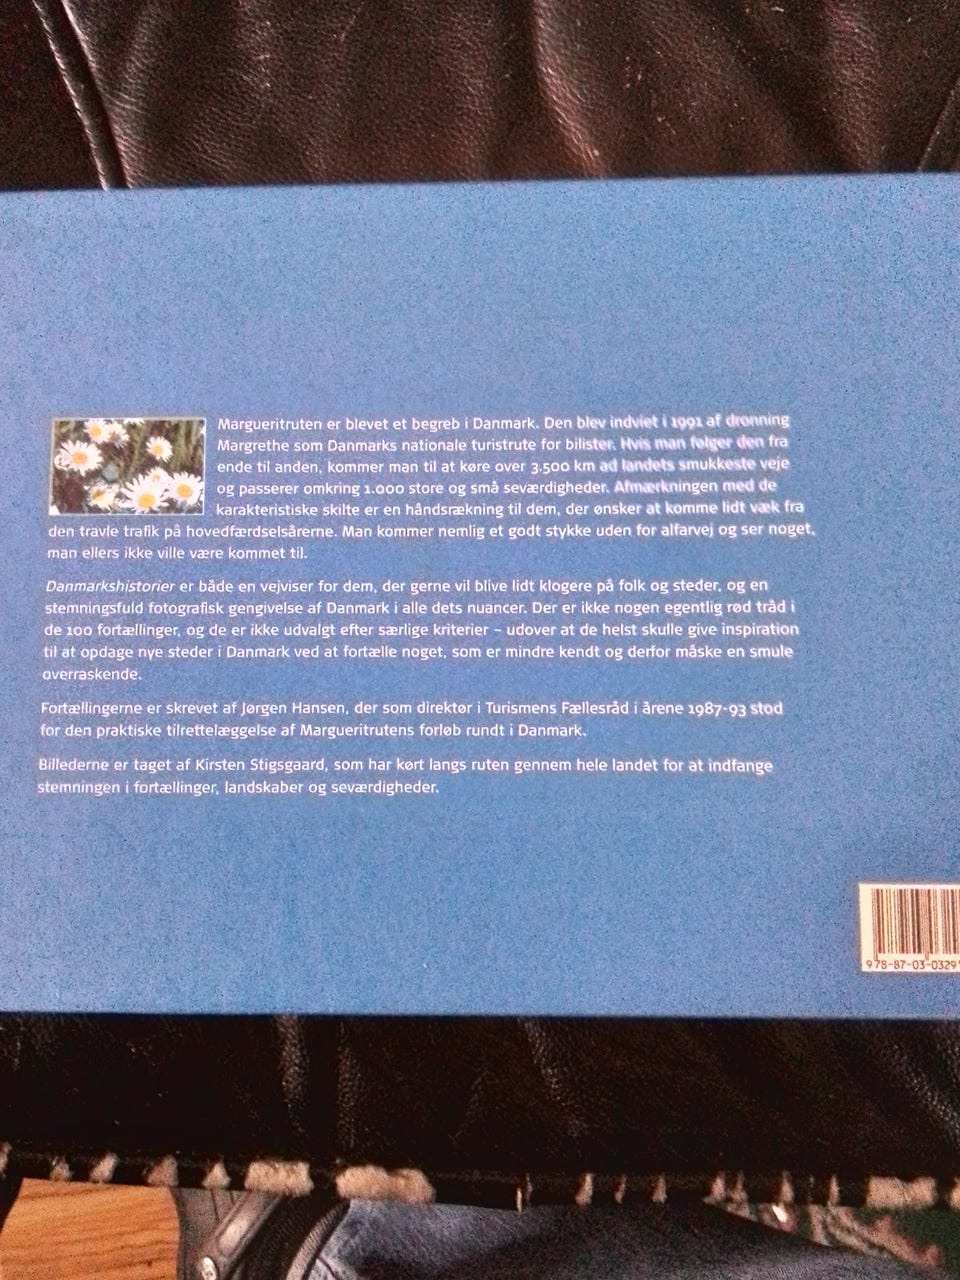 Margueritruten er blevet et begreb i Danmark. Den blev indviet i 1991 af dronning
Margrethe som Danmarks nationale turistrute for bilister. Hvis man følger den fra
ende til anden, kommer man til at køre over 3.500 km ad landets smukkeste veje
og passerer omkring 1.000 store og små seværdigheder. Afmærkningen med de
karakteristiske skilte er en håndsrækning til dem, der ønsker at komme lidt væk fra
den travle trafik på hovedfærdselsårerne. Man kommer nemlig et godt stykke uden for alfarvej og ser noget,
man ellers ikke ville være kommet til.
Danmarkshistorier er både en vejviser for dem, der gerne vil blive lidt klogere på folk og steder, og en
stemningsfuld fotografisk gengivelse af Danmark i alle dets nuancer. Der er ikke nogen egentlig rød tråd i
de 100 fortællinger, og de er ikke udvalgt efter særlige kriterier – udover at de helst skulle give inspiration
til at opdage nye steder i Danmark ved at fortælle noget, som er mindre kendt og derfor måske en smule
overraskende.
Fortællingerne er skrevet af Jørgen Hansen, der som direktør i Turismens Fællesråd i årene 1987-93 stod
for den praktiske tilrettelæggelse af Margueritrutens forløb rundt i Danmark.
Billederne er taget af Kirsten Stigsgaard, som har kørt langs ruten gennem hele landet for at indfange
stemningen i fortællinger, landskaber og seværdigheder.
978-87-03-0329